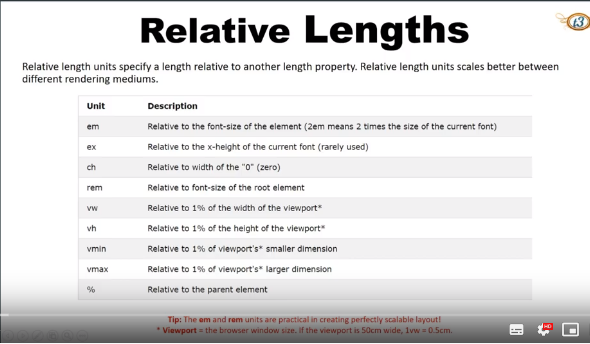 Relative Lengths
Relative length units specify a length relative to another length property. Relative length units scales better between
different rendering mediums.
Unit Description
em Relative to the font-size of the element (2em means 2 times the size of the current font)
ex Relative to the x-height of the current font (rarely used)
ch Relative to width of the "0" (zero)
rem Relative to font-size of the root element
vw Relative to 1% of the width of the viewport*
vh Relative to 1% of the height of the viewport*
vmin Relative to 1% of viewport's* smaller dimension
vmax Relative to 1% of viewport's* larger dimension
% Relative to the parent element
Tip: The em and rem units are practical in creating perfectly scalable layout!
* Viewport = the browser window size. If the viewport is 50cm wide, 1vw = 0.5cm.
HD